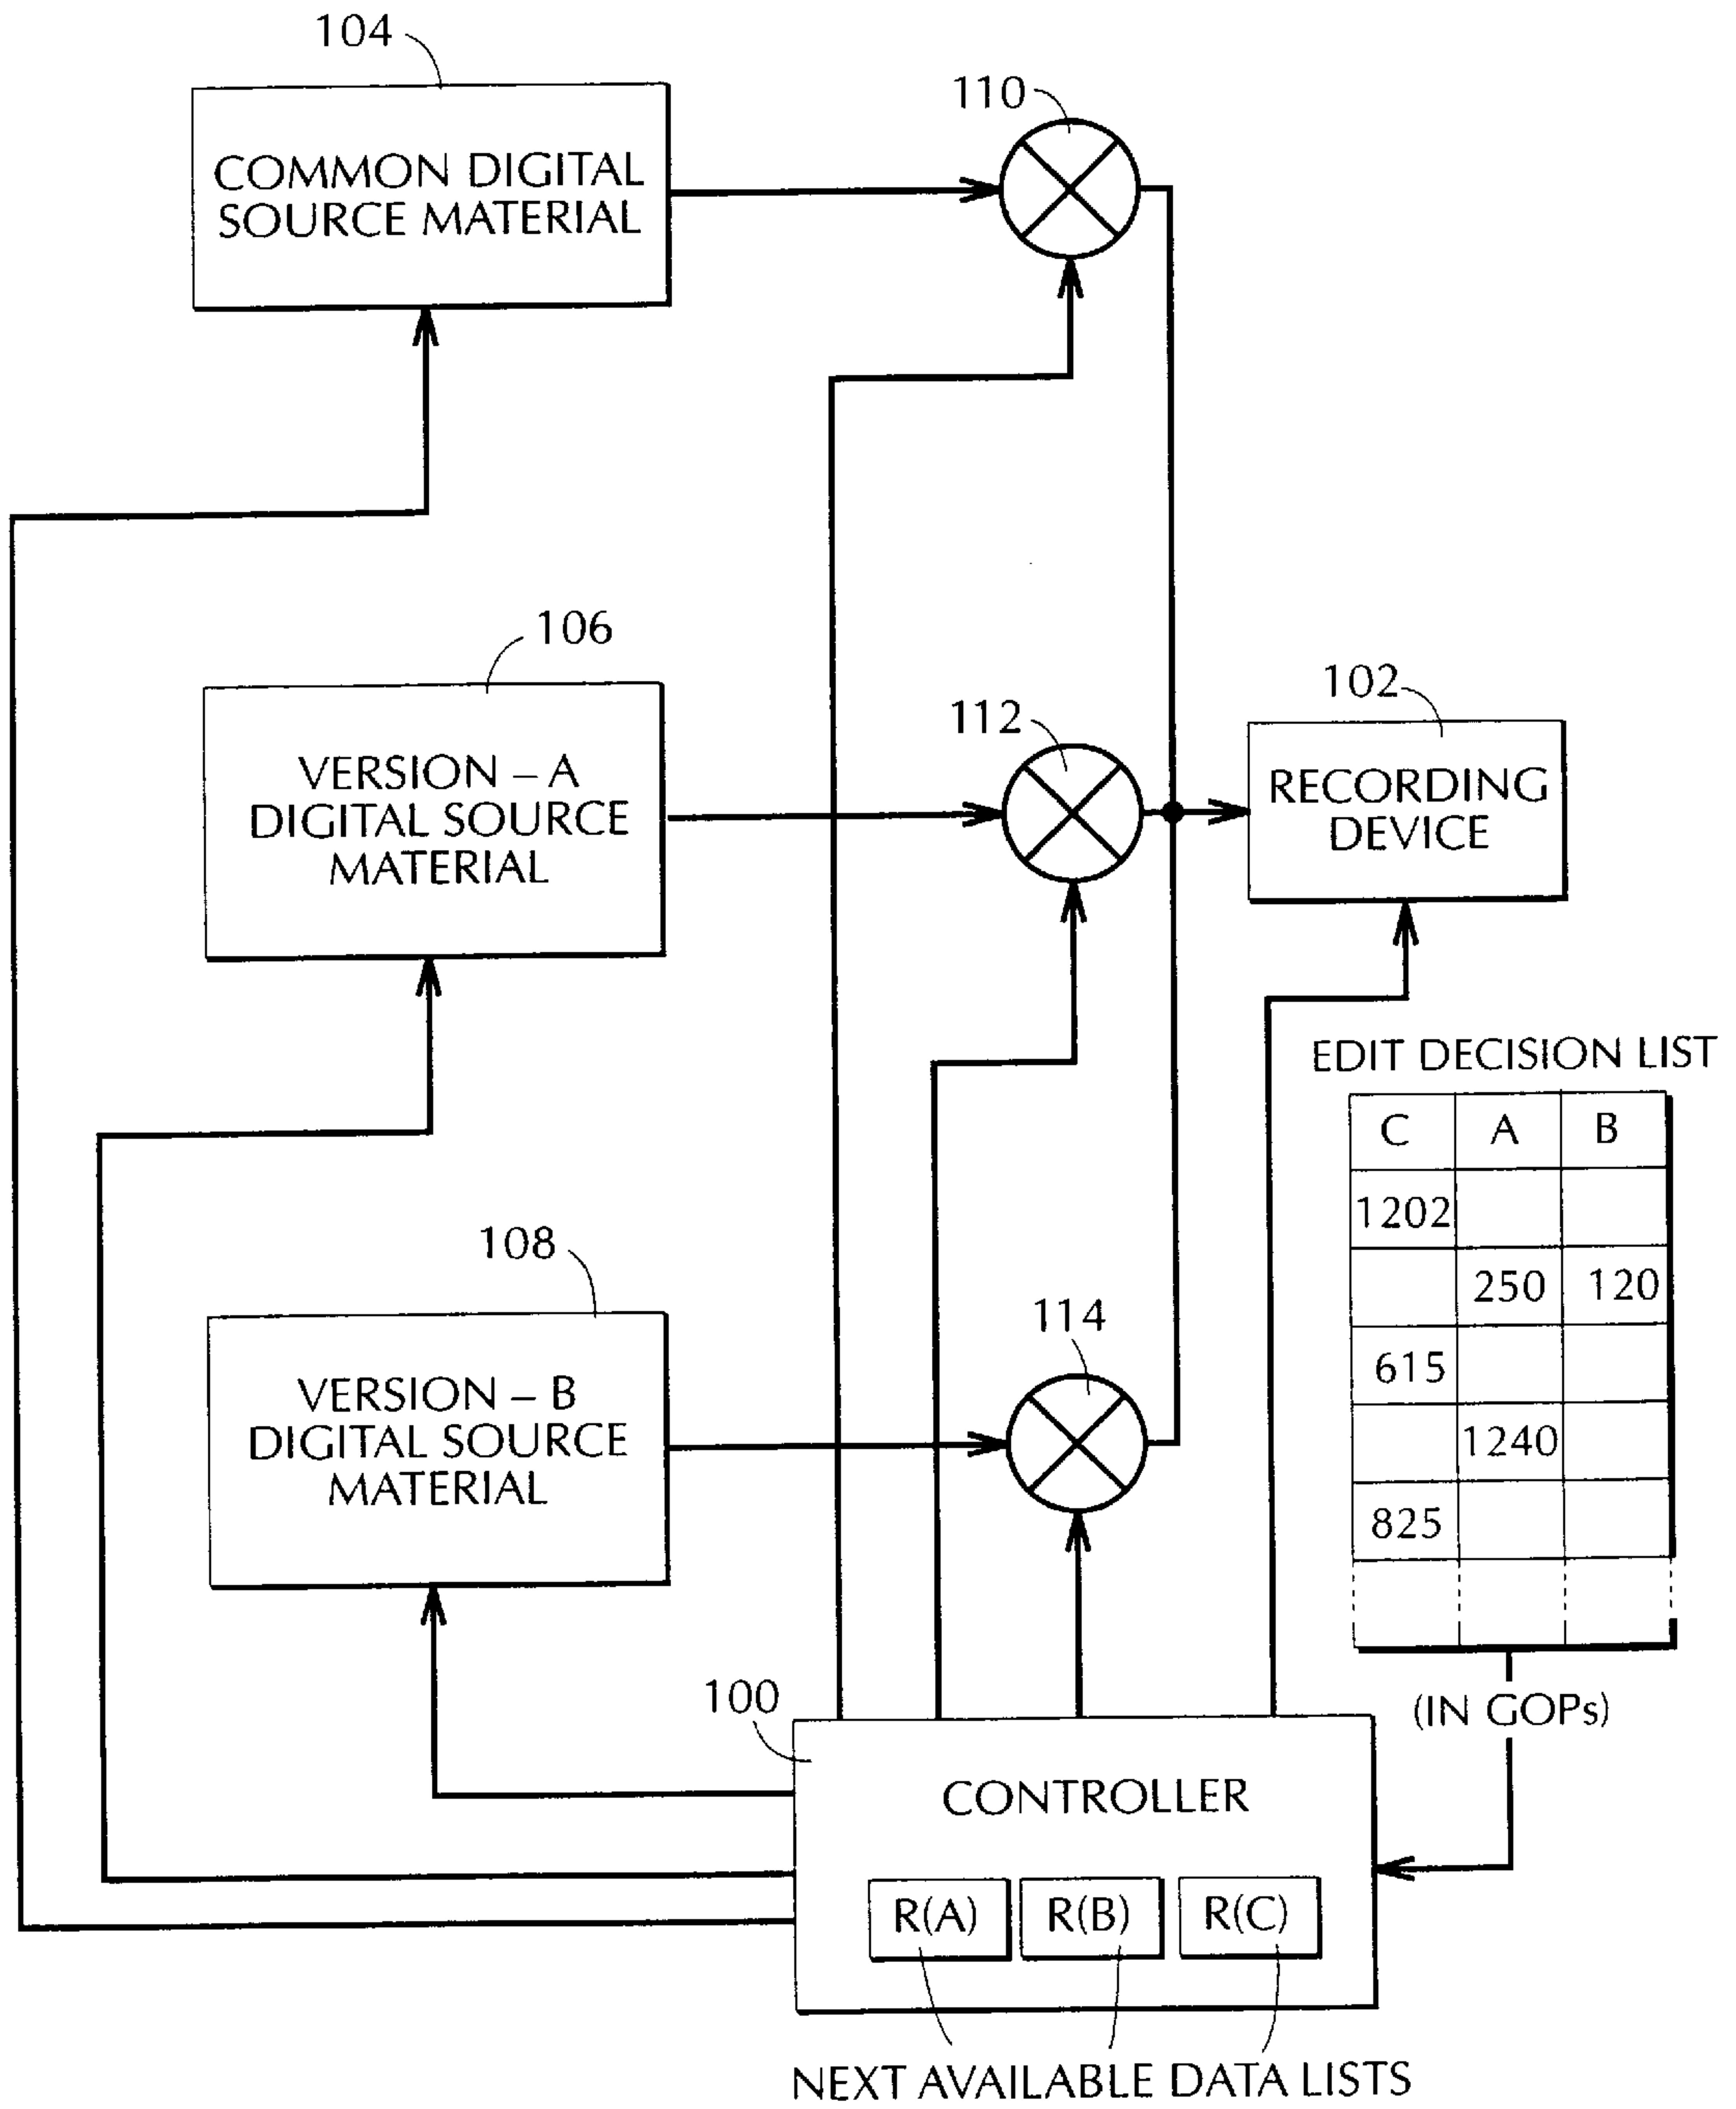 104
COMMON DIGITAL
SOURCE MATERIAL
110
106
VERSION – A
DIGITAL SOURCE
MATERIAL
112
102
RECORDING
DEVICE
108
VERSION – B
DIGITAL SOURCE
MATERIAL
114
EDIT DECISION LIST
C A B
1202
250 120
615
1240
825
(IN GOPs)
100
CONTROLLER
R(A) R(B) R(C)
NEXT AVAILABLE DATA LISTS